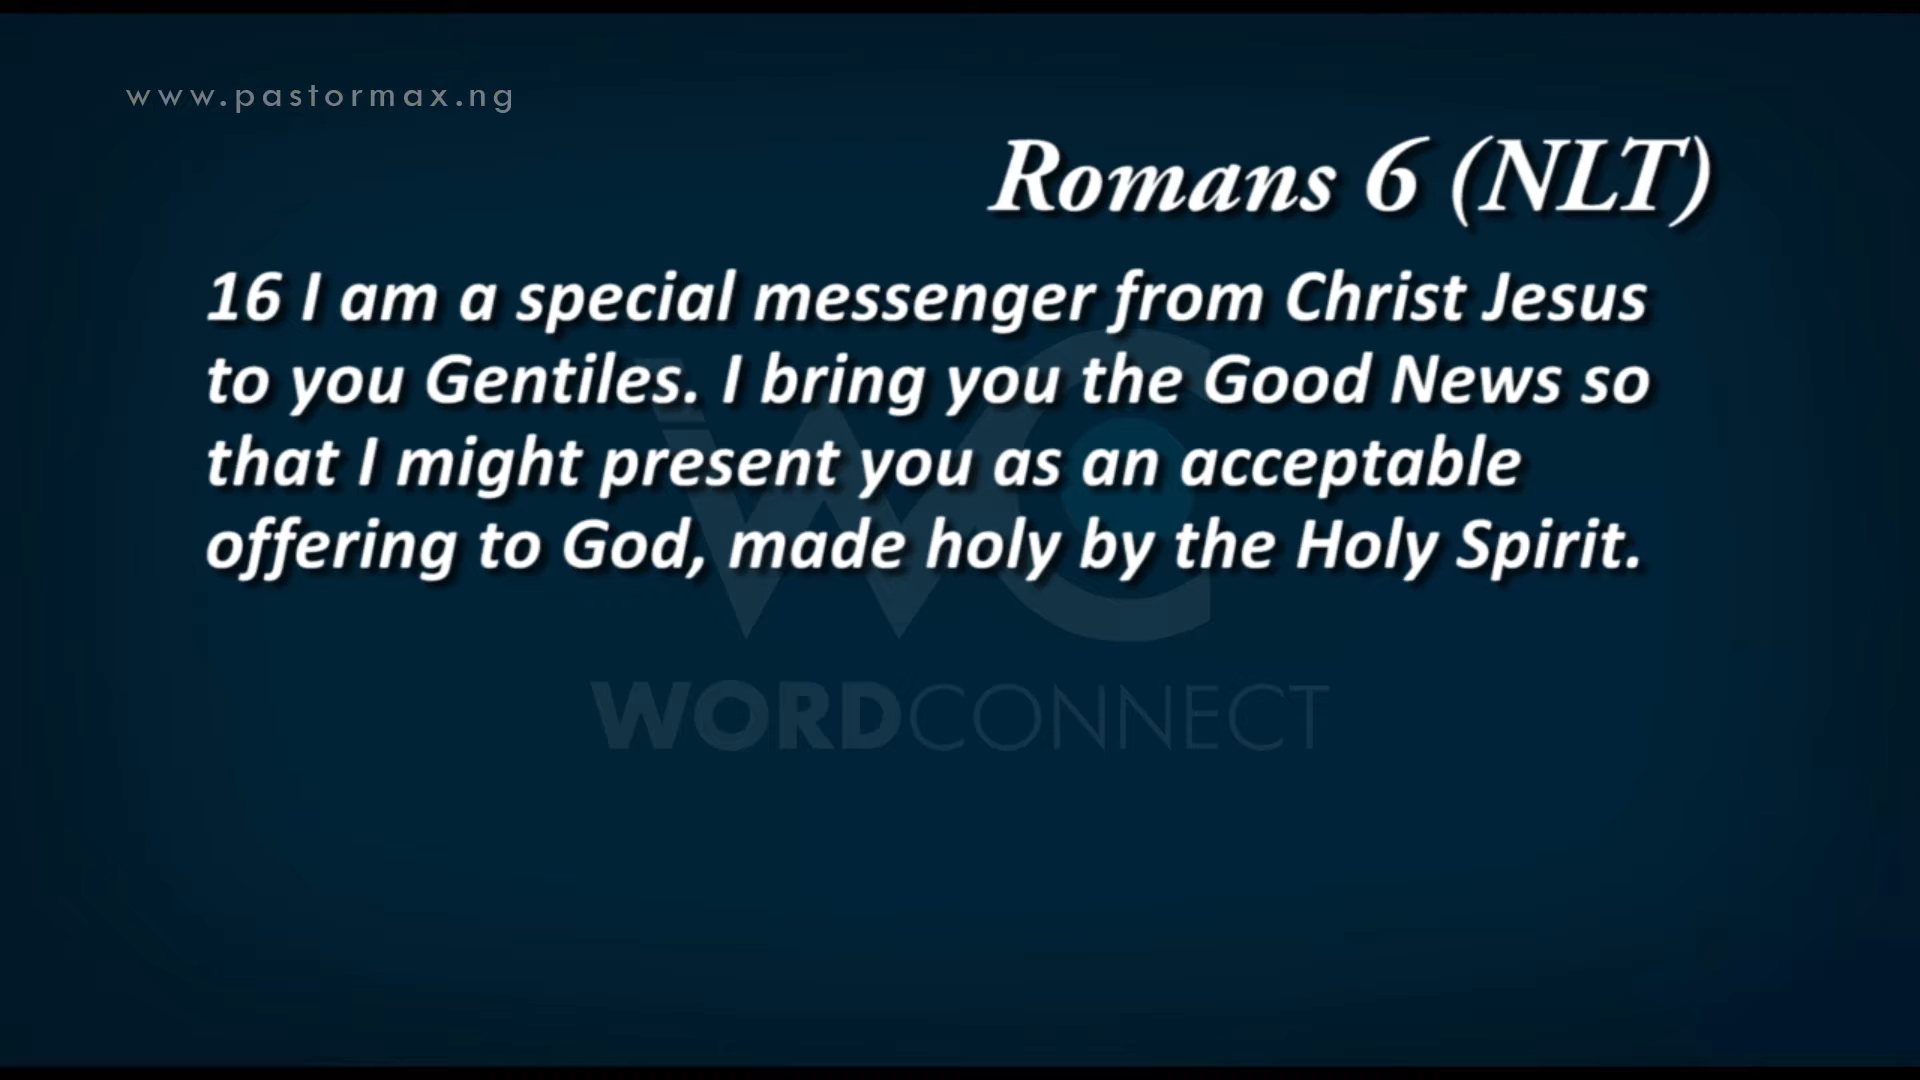 www.pastormax.ng
Romans 6 (NLT)
16 I am a special messenger from Christ Jesus
to you Gentiles. I bring you the Good News so
that I might present you as an acceptable
offering to God, made holy by the Holy Spirit.
WC
WORDCONNECT